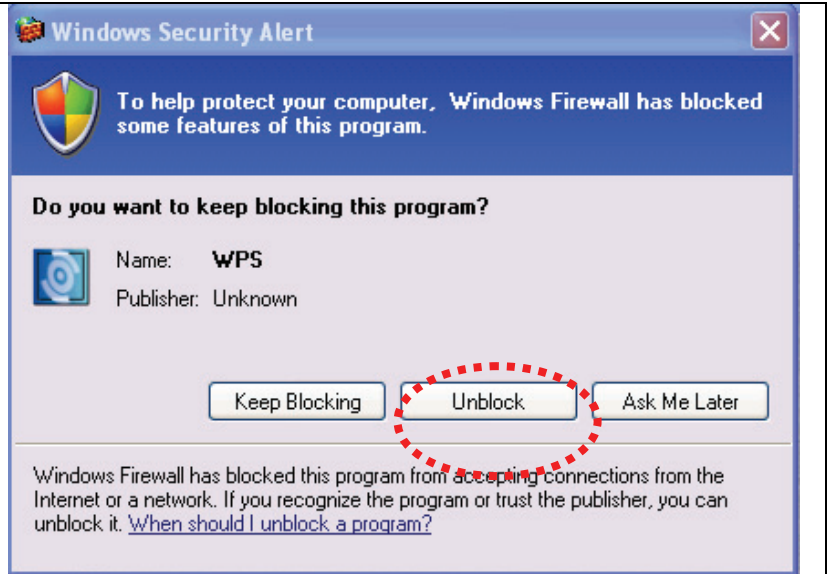 Windows Security Alert
To help protect your computer, Windows Firewall has blocked
some features of this program.
Do you want to keep blocking this program?
Name: WPS
Publisher: Unknown
Keep Blocking Unblock Ask Me Later
Windows Firewall has blocked this program from accepting connections from the
Internet or a network. If you recognize the program or trust the publisher, you can
unblock it. When should I unblock a program?